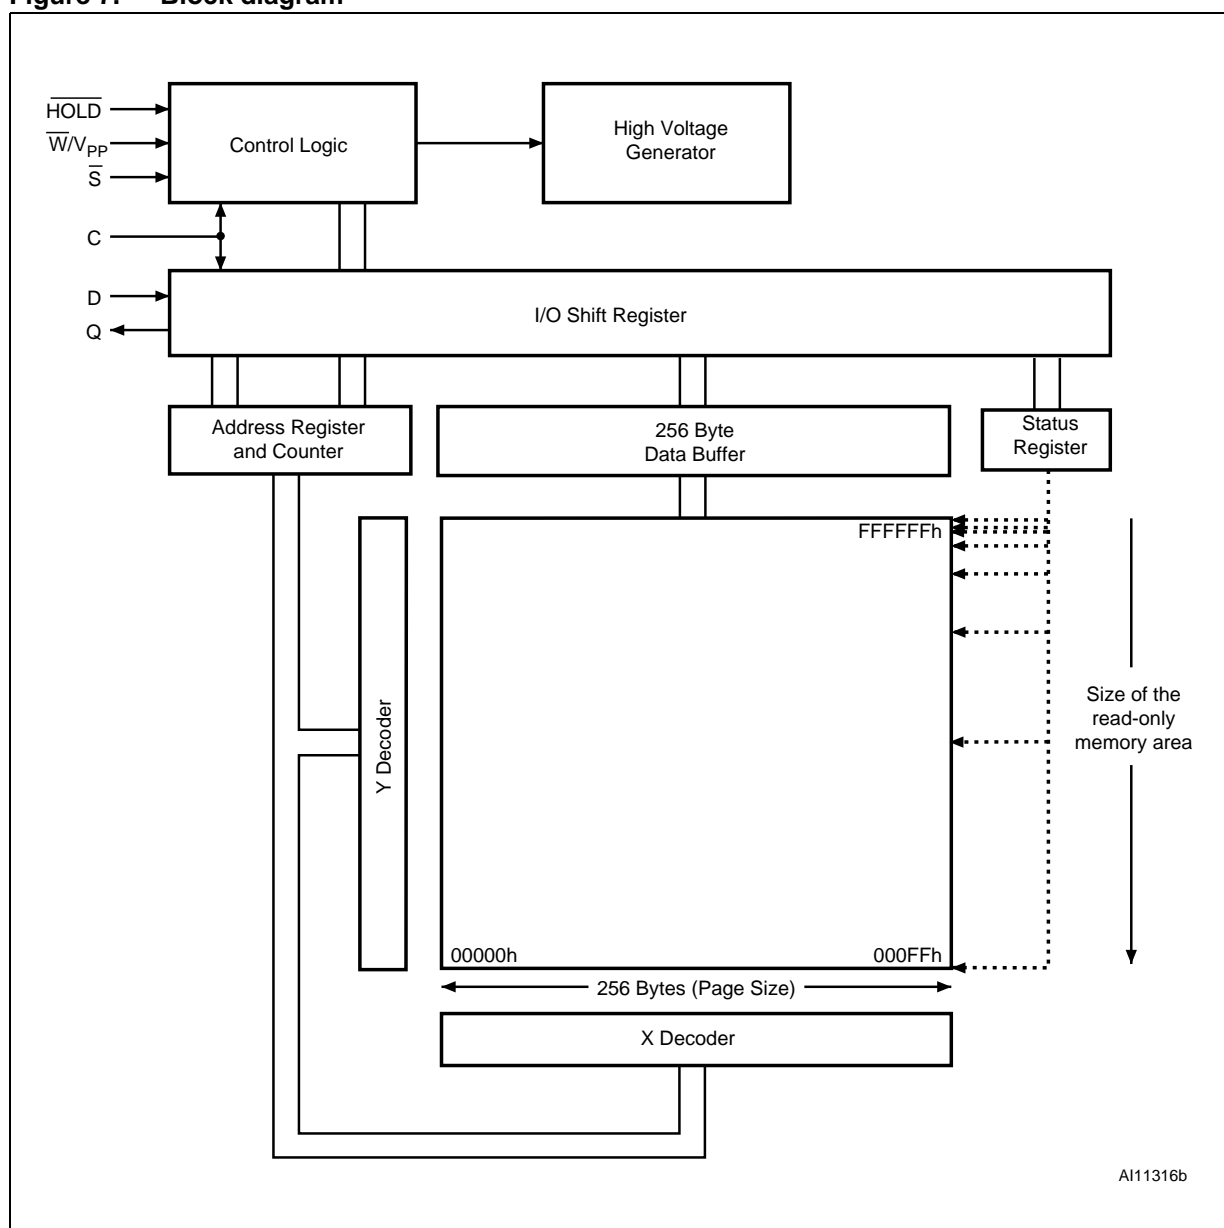 Figure 7. Block diagram
HOLD
W/VPP
S
Control Logic
High Voltage
Generator
C
D
Q
I/O Shift Register
Address Register
and Counter
256 Byte
Data Buffer
Status
Register
FFFFFFh
Y Decoder
Size of the
read-only
memory area
00000h
000FFh
256 Bytes (Page Size)
X Decoder
AI11316b